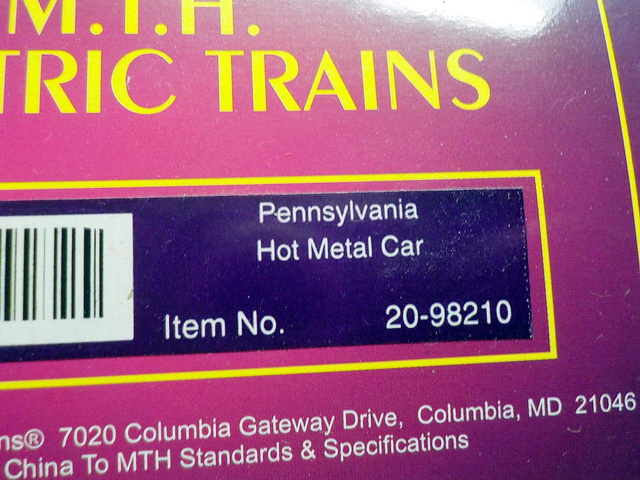 M.T.H.
TRIC TRAINS
Pennsylvania
Hot Metal Car
Item No. 20-98210
ns® 7020 Columbia Gateway Drive, Columbia, MD 21046
China To MTH Standards & Specifications